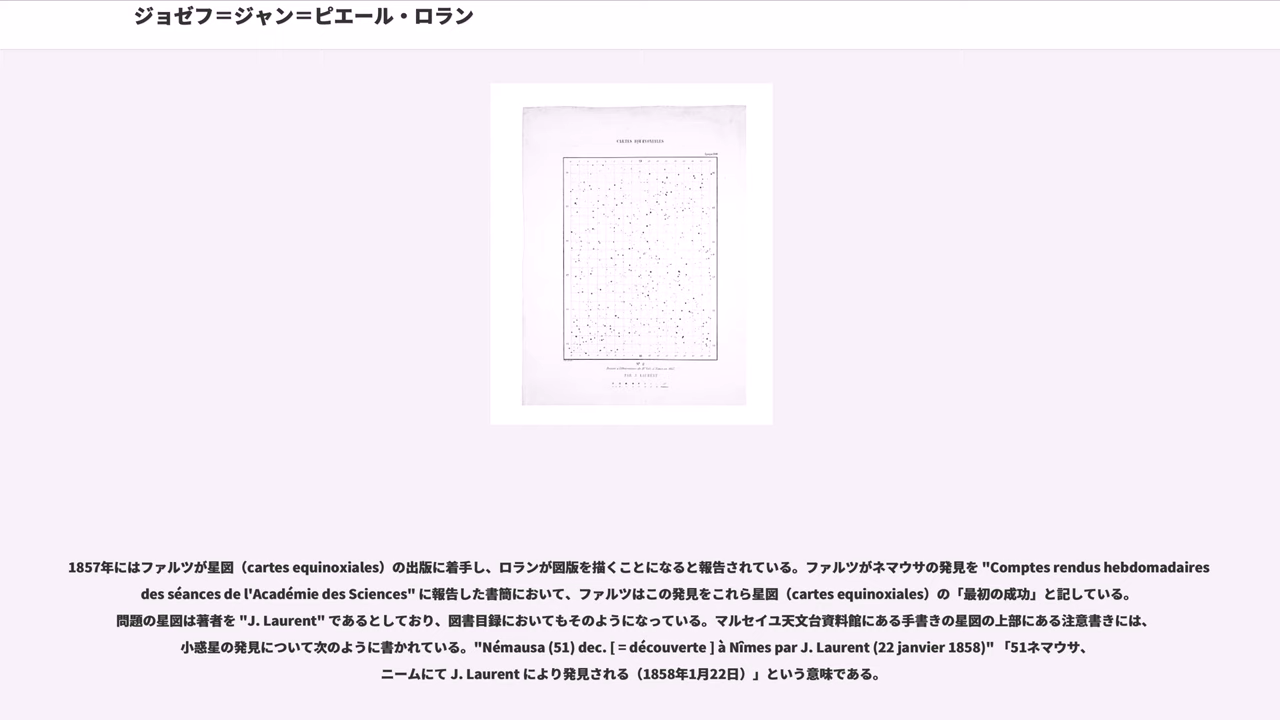 ジョゼフ＝ジャン＝ピエール・ロラン
CARTES EQUINOXIALES
PAR J. LAURENT
1857年にはファルツが星図（cartes equinoxiales）の出版に着手し、ロランが図版を描くことになると報告されている。ファルツがネマウサの発見を "Comptes rendus hebdomadaires
des séances de l'Académie des Sciences" に報告した書簡において、ファルツはこの発見をこれら星図（cartes equinoxiales）の「最初の成功」と記している。
問題の星図は著者を "J. Laurent" であるとしており、図書目録においてもそのようになっている。マルセイユ天文台資料館にある手書きの星図の上部にある注意書きには、
小惑星の発見について次のように書かれている。"Némausa (51) dec. [ = découverte ] à Nîmes par J. Laurent (22 janvier 1858)" 「51ネマウサ、
ニームにて J. Laurent により発見される（1858年1月22日）」という意味である。